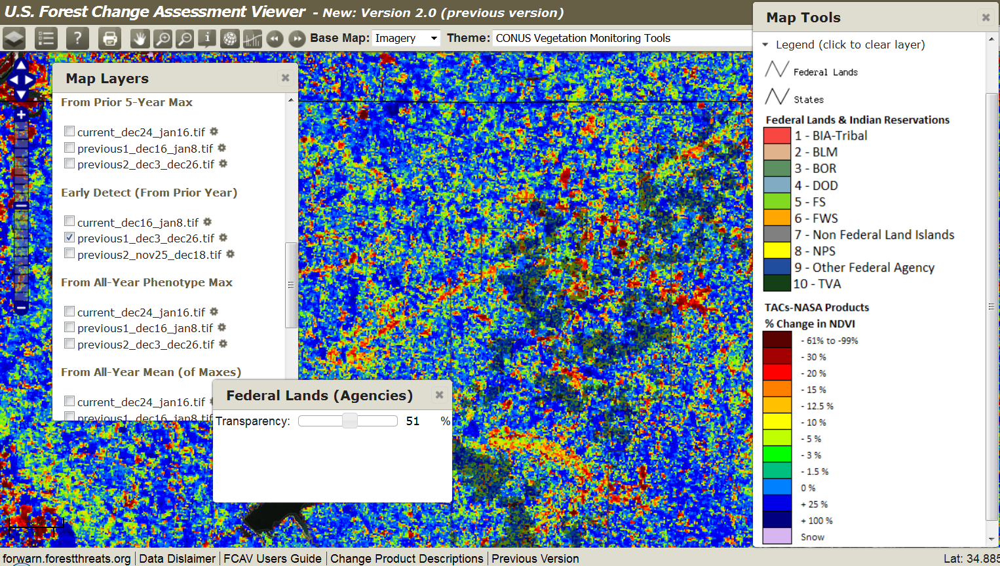 U.S. Forest Change Assessment Viewer - New: Version 2.0 (previous version)
Base Map: Imagery Theme: CONUS Vegetation Monitoring Tools
Map Layers
From Prior 5-Year Max
current_dec24_jan16.tif
previous1_dec16_jan8.tif
previous2_dec3_dec26.tif
Early Detect (From Prior Year)
current_dec16_jan8.tif
previous1_dec3_dec26.tif
previous2_nov25_dec18.tif
From All-Year Phenotype Max
current_dec24_jan16.tif
previous1_dec16_jan8.tif
previous2_dec3_dec26.tif
From All-Year Mean (of Maxes)
current_dec24_jan16.tif
previous1_dec16_jan8.tif
Federal Lands (Agencies)
Transparency: 51 %
Map Tools
Legend (click to clear layer)
Federal Lands
States
Federal Lands & Indian Reservations
1 - BIA-Tribal
2 - BLM
3 - BOR
4 - DOD
5 - FS
6 - FWS
7 - Non Federal Land Islands
8 - NPS
9 - Other Federal Agency
10 - TVA
TACs-NASA Products
% Change in NDVI
- 61% to -99%
- 30 %
- 20 %
- 15 %
- 12.5 %
- 10 %
- 5 %
- 3 %
- 1.5 %
0 %
+ 25 %
+ 100 %
Snow
forwarn.forestthreats.org | Data Dislaimer | FCAV Users Guide | Change Product Descriptions | Previous Version
Lat: 34.885